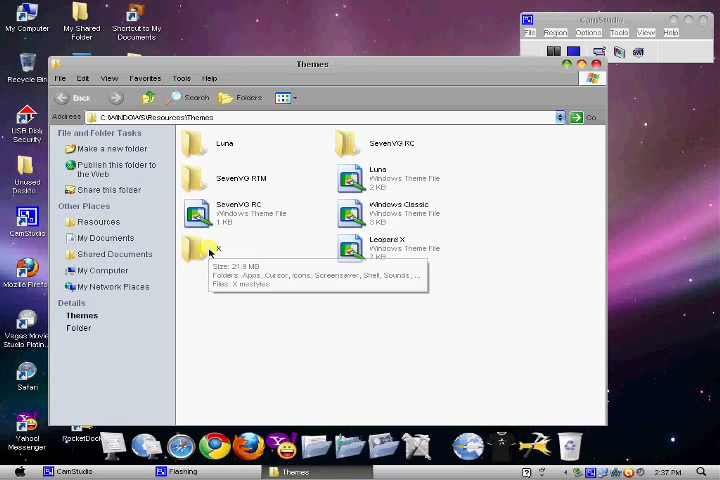 My Computer
My Shared
Folder
Shortcut to My
Documents
Recycle Bin
USB Disk
Security
Unused
Deskto...
CamStudio
Mozilla Firefox
Vegas Movie
Studio Platin...
Safari
Yahoo!
Messenger
RocketDock
CamStudio
File Region Options Tools View Help
Themes
File Edit View Favorites Tools Help
Back Search Folders
Address C:\WINDOWS\Resources\Themes Go
File and Folder Tasks
Make a new folder
Publish this folder to
the Web
Share this folder
Other Places
Resources
My Documents
Shared Documents
My Computer
My Network Places
Details
Themes
Folder
Luna
SevenVG RC
SevenVG RTM
Luna
Windows Theme File
2 KB
SevenVG RC
Windows Theme File
1 KB
Windows Classic
Windows Theme File
3 KB
X
Leopard X
Windows Theme File
7 KB
Size: 21.9 MB
Folders: Apps, Cursor, Icons, Screensaver, Shell, Sounds, ...
Files: X.msstyles
CamStudio
Flashing
Themes
2:37 PM